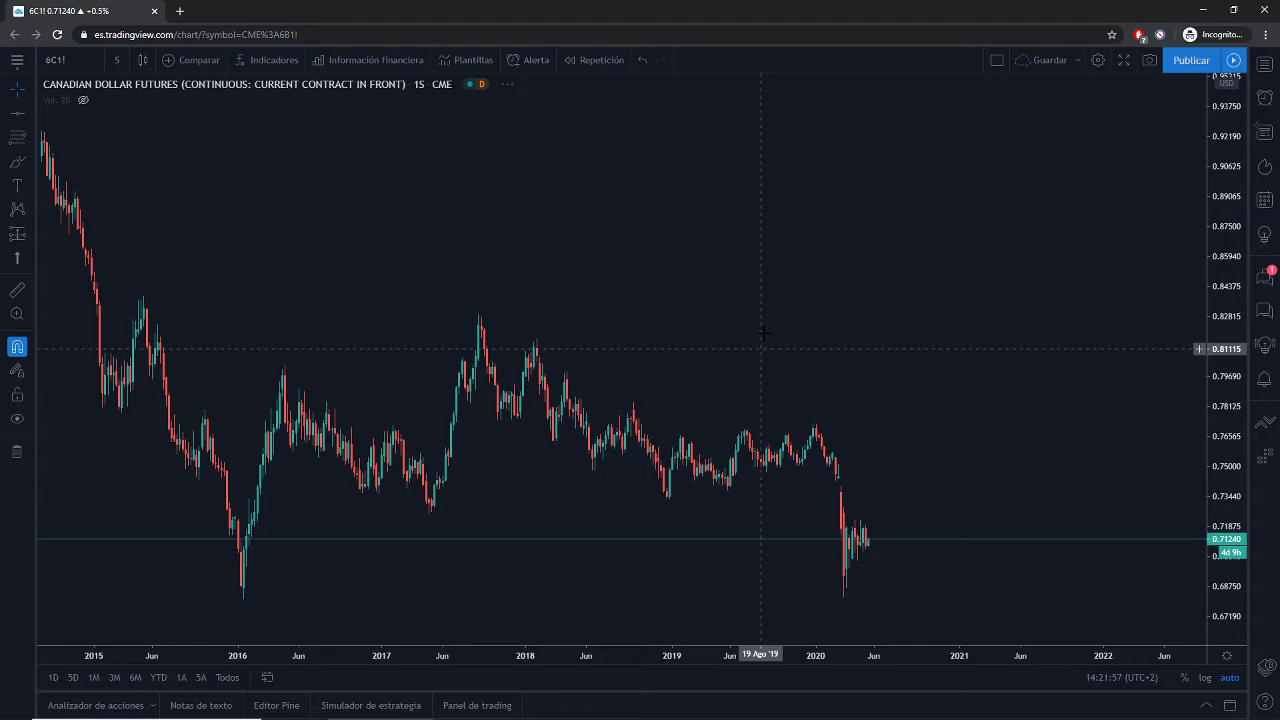 6C1! 0.71240 ▲ +0.5%
es.tradingview.com/chart/?symbol=CME%3A6B1!
7
Incognito...
6C1!
S
Comparar
Indicadores
Información financiera
Plantillas
Alerta
Repetición
Guardar
Publicar
CANADIAN DOLLAR FUTURES (CONTINUOUS: CURRENT CONTRACT IN FRONT) · 1S · CME
D
Vol. 20
USD
0.93750
0.92190
0.90625
0.89065
0.87500
0.85940
0.84375
0.82815
0.81115
0.79690
0.78125
0.76565
0.75000
0.73440
0.71875
0.71240
4d 9h
0.68750
0.67190
1
2015 Jun 2016 Jun 2017 Jun 2018 Jun 2019 Jun 19 Ago '19 2020 Jun 2021 Jun 2022 Jun
1D 5D 1M 3M 6M YTD 1A 5A Todos
14:21:57 (UTC+2) % log auto
Analizador de acciones
Notas de texto
Editor Pine
Simulador de estrategia
Panel de trading